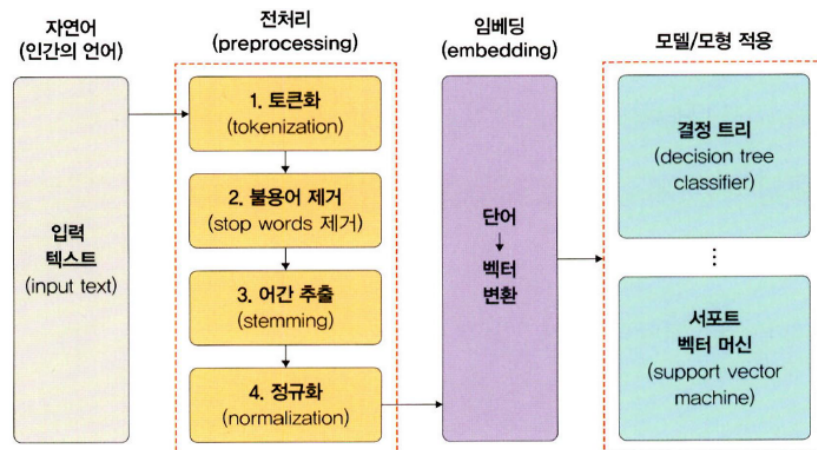 자연어
(인간의 언어)
입력
텍스트
(input text)
전처리
(preprocessing)
1. 토큰화
(tokenization)
2. 불용어 제거
(stop words 제거)
3. 어간 추출
(stemming)
4. 정규화
(normalization)
임베딩
(embedding)
단어
벡터
변환
모델/모형 적용
결정 트리
(decision tree
classifier)
서포트
벡터 머신
(support vector
machine)